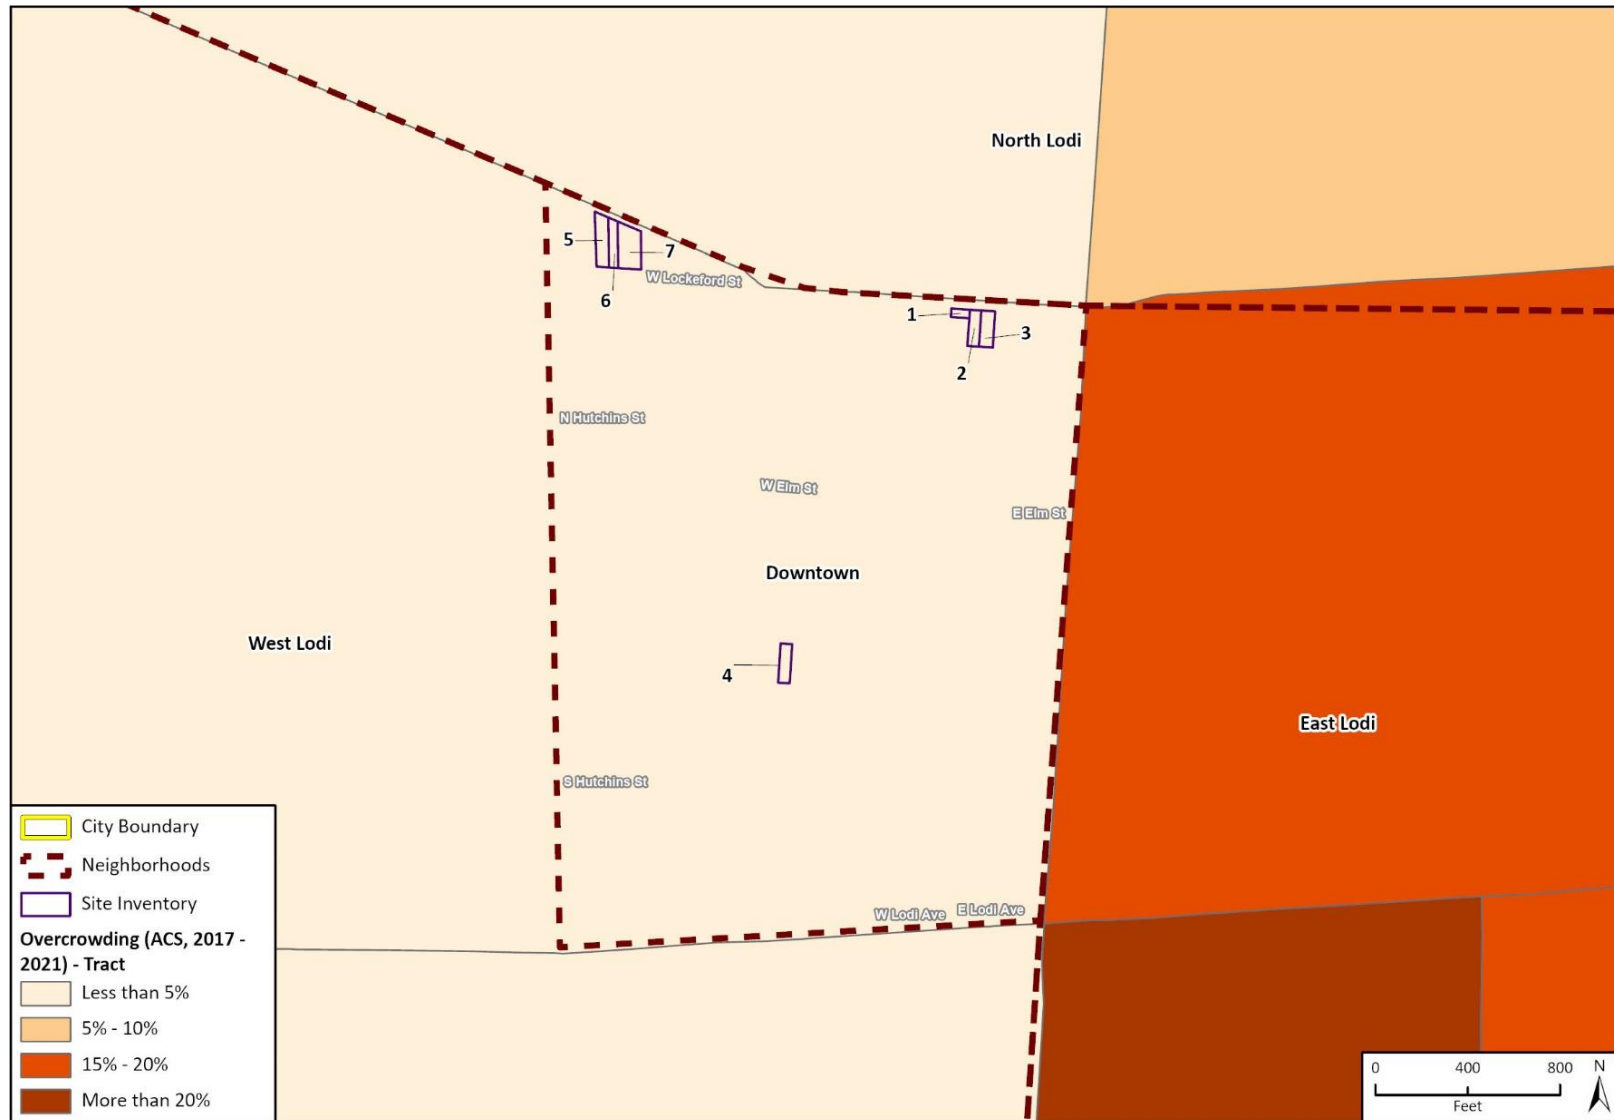 North Lodi
5
7
W Lockeford St
6
1
3
2
N Hutchins St
W Elm St
E Elm St
Downtown
West Lodi
4
East Lodi
S Hutchins St
W Lodi Ave
E Lodi Ave
City Boundary
Neighborhoods
Site Inventory
Overcrowding (ACS, 2017 -
2021) - Tract
Less than 5%
5% - 10%
15% - 20%
More than 20%
0 400 800
Feet
N